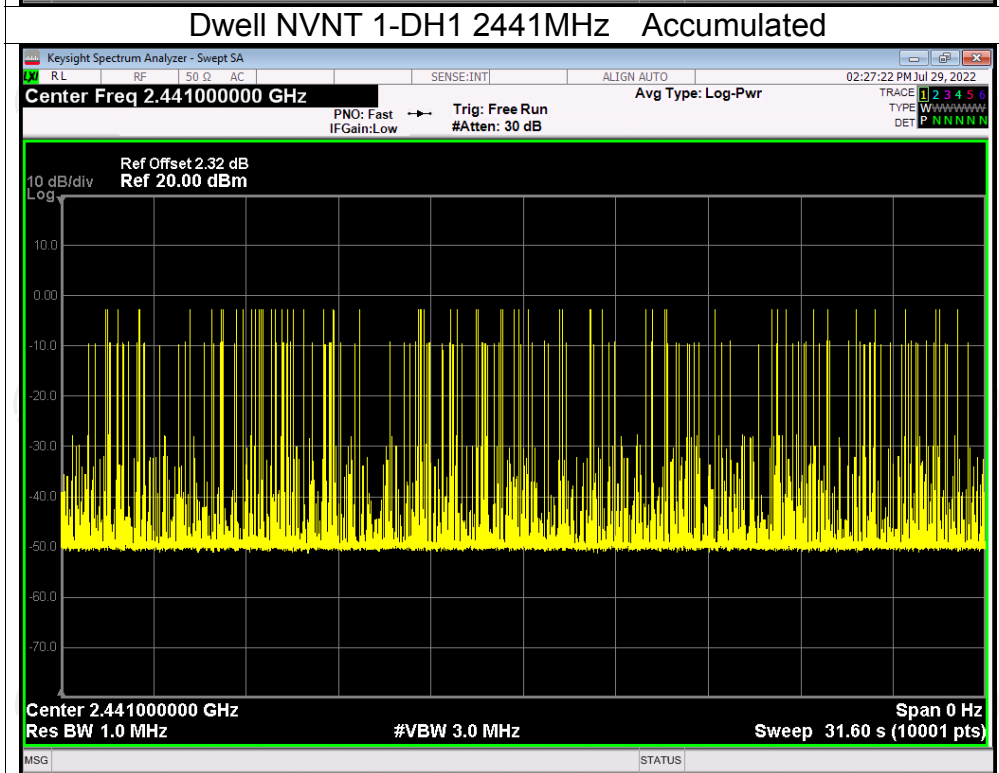 Dwell NVNT 1-DH1 2441MHz Accumulated
Keysight Spectrum Analyzer - Swept SA
LXI RL RF 50 Ω AC SENSE:INT ALIGN AUTO 02:27:22 PM Jul 29, 2022
Center Freq 2.441000000 GHz Avg Type: Log-Pwr TRACE 1 2 3 4 5 6
PNO: Fast Trig: Free Run TYPE WWWWWW
IFGain:Low #Atten: 30 dB DET P N N N N N
Ref Offset 2.32 dB
10 dB/div Ref 20.00 dBm
Log
10.0
0.00
-10.0
-20.0
-30.0
-40.0
-50.0
-60.0
-70.0
Center 2.441000000 GHz Span 0 Hz
Res BW 1.0 MHz #VBW 3.0 MHz Sweep 31.60 s (10001 pts)
MSG STATUS